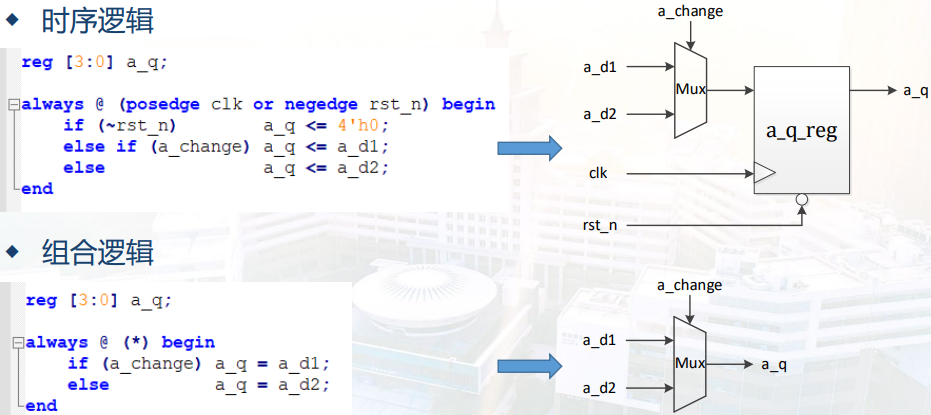 时序逻辑
reg [3:0] a_q;
always @ (posedge clk or negedge rst_n) begin
if (~rst_n) a_q <= 4'h0;
else if (a_change) a_q <= a_d1;
else a_q <= a_d2;
end
a_change
a_d1
a_d2
Mux
a_q_reg
a_q
clk
rst_n
组合逻辑
reg [3:0] a_q;
always @ (*) begin
if (a_change) a_q = a_d1;
else a_q = a_d2;
end
a_change
a_d1
a_d2
Mux
a_q